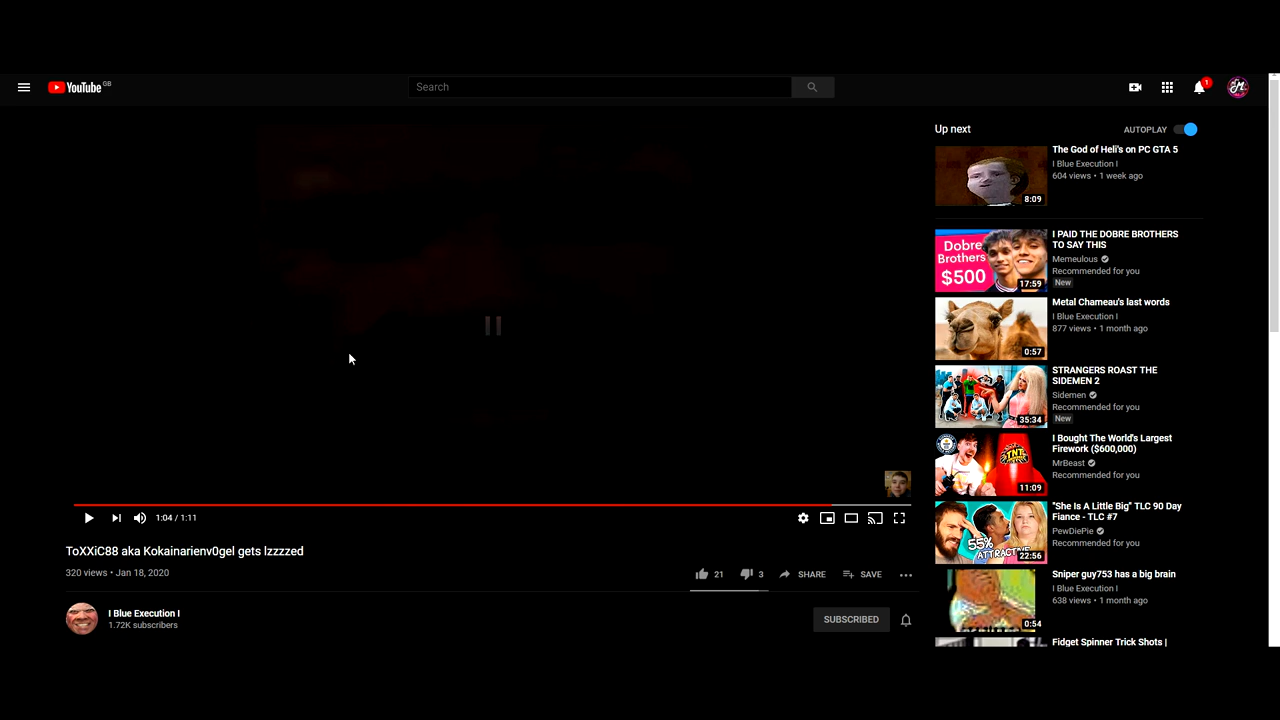 YouTube GB
Search
1
Up next
AUTOPLAY
The God of Heli's on PC GTA 5
I Blue Execution I
604 views • 1 week ago
8:09
Dobre
Brothers
$500
17:59
I PAID THE DOBRE BROTHERS
TO SAY THIS
Memeulous
Recommended for you
New
Metal Chameau's last words
I Blue Execution I
877 views • 1 month ago
0:57
STRANGERS ROAST THE
SIDEMEN 2
Sidemen
Recommended for you
New
35:34
I Bought The World's Largest
Firework ($600,000)
MrBeast
Recommended for you
TNT
11:09
"She Is A Little Big" TLC 90 Day
Fiance - TLC #7
PewDiePie
Recommended for you
55%
ATTRACTIVE
22:56
Sniper guy753 has a big brain
I Blue Execution I
638 views • 1 month ago
0:54
Fidget Spinner Trick Shots |
1:04 / 1:11
ToXXiC88 aka Kokainarienv0gel gets lzzzzed
320 views • Jan 18, 2020
21
3
SHARE
SAVE
I Blue Execution I
1.72K subscribers
SUBSCRIBED